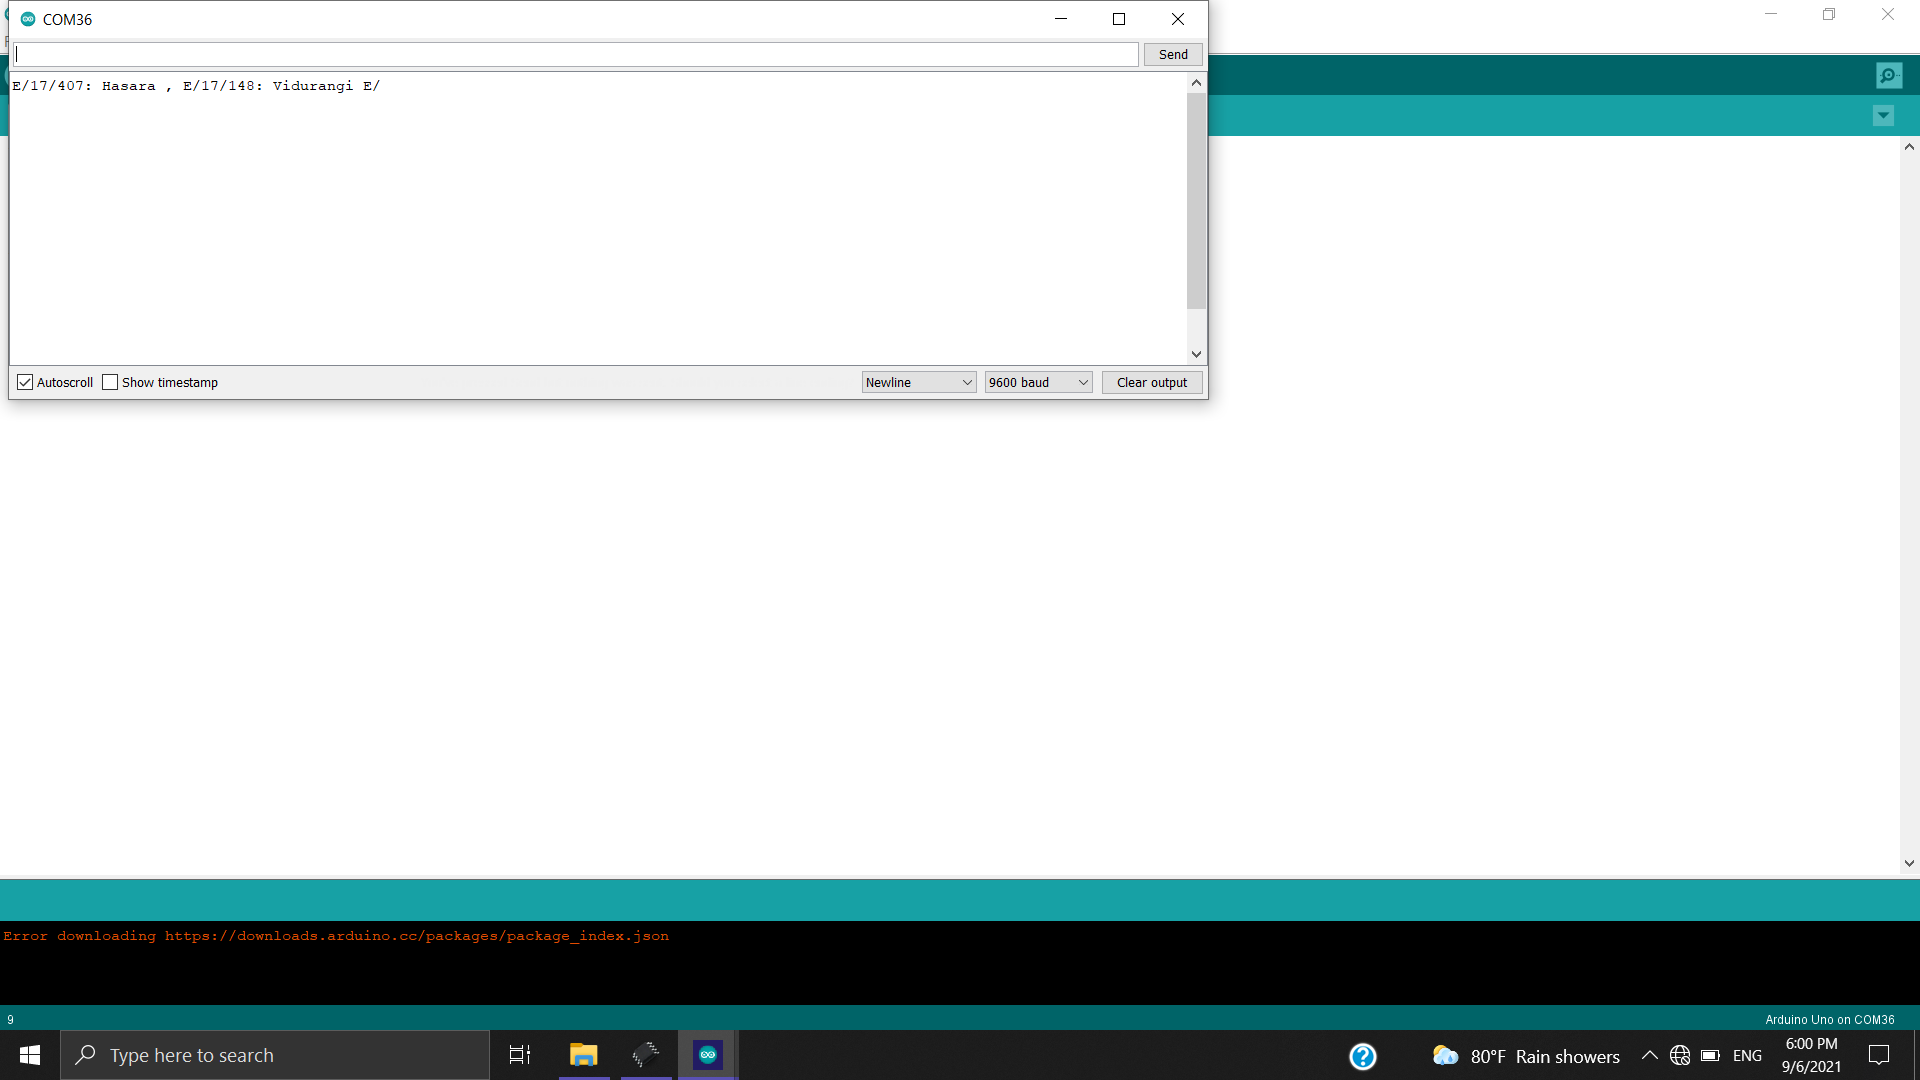 COM36
Send
E/17/407: Hasara , E/17/148: Vidurangi E/
Autoscroll Show timestamp Newline 9600 baud Clear output
Error downloading https://downloads.arduino.cc/packages/package_index.json
9 Arduino Uno on COM36
Type here to search 80°F Rain showers ENG 6:00 PM
9/6/2021